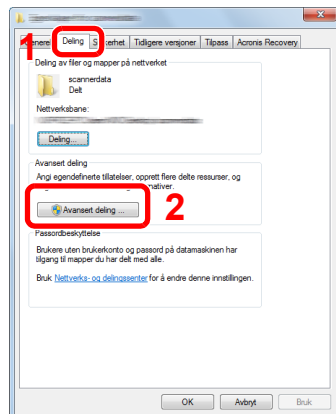 1
Generelt Deling Sikkerhet Tidligere versjoner Tilpass Acronis Recovery
Deling av filer og mapper på nettverket
scannerdata
Delt
Nettverksbane:
Deling...
Avansert deling
Angi egendefinerte tillatelser, opprett flere delte ressurser, og
Avansert deling ...
2
Passordbeskyttelse
Brukere uten brukerkonto og passord på datamaskinen har
tilgang til mapper du har delt med alle.
Bruk Nettverks- og delingssenter for å endre denne innstillingen.
OK Avbryt Bruk